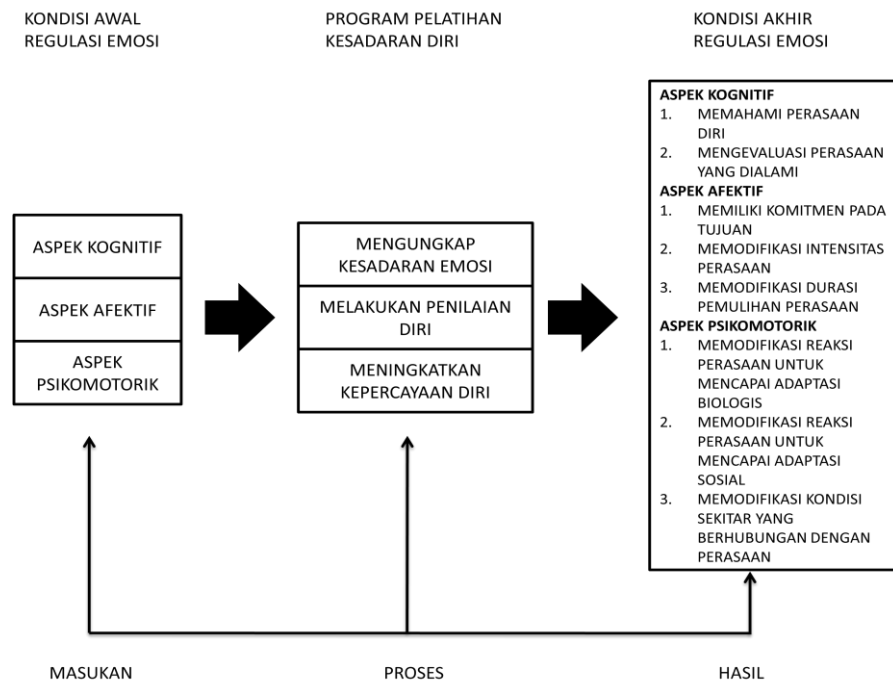 KONDISI AWAL
REGULASI EMOSI
PROGRAM PELATIHAN
KESADARAN DIRI
KONDISI AKHIR
REGULASI EMOSI
ASPEK KOGNITIF
ASPEK AFEKTIF
ASPEK
PSIKOMOTORIK
MENGUNGKAP
KESADARAN EMOSI
MELAKUKAN PENILAIAN
DIRI
MENINGKATKAN
KEPERCAYAAN DIRI
ASPEK KOGNITIF
1. MEMAHAMI PERASAAN
DIRI
2. MENGEVALUASI PERASAAN
YANG DIALAMI
ASPEK AFEKTIF
1. MEMILIKI KOMITMEN PADA
TUJUAN
2. MEMODIFIKASI INTENSITAS
PERASAAN
3. MEMODIFIKASI DURASI
PEMULIHAN PERASAAN
ASPEK PSIKOMOTORIK
1. MEMODIFIKASI REAKSI
PERASAAN UNTUK
MENCAPAI ADAPTASI
BIOLOGIS
2. MEMODIFIKASI REAKSI
PERASAAN UNTUK
MENCAPAI ADAPTASI
SOSIAL
3. MEMODIFIKASI KONDISI
SEKITAR YANG
BERHUBUNGAN DENGAN
PERASAAN
MASUKAN
PROSES
HASIL